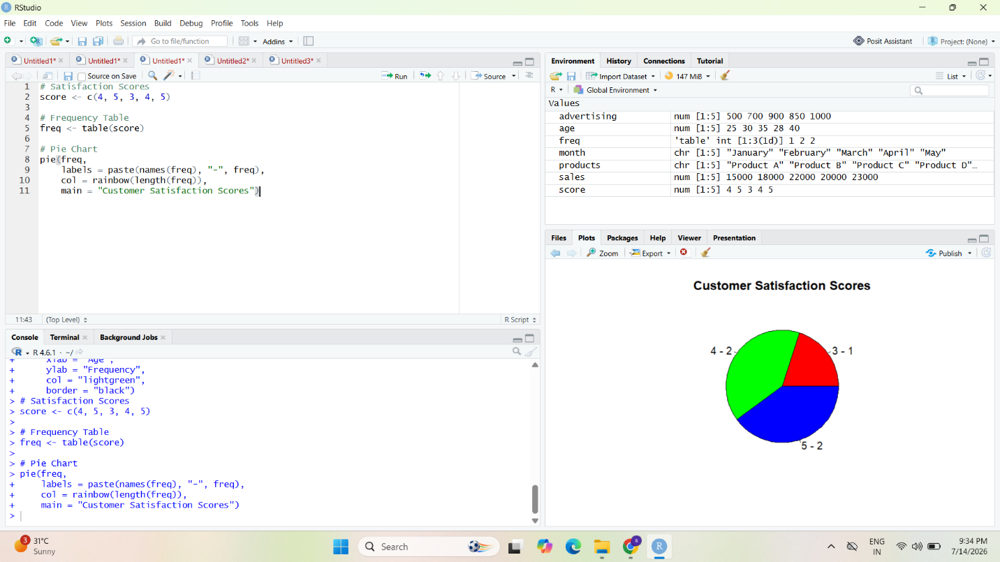 RStudio
File Edit Code View Plots Session Build Debug Profile Tools Help
Go to file/function Addins Posit Assistant Project: (None)
Untitled1* Untitled1* Untitled1* Untitled2* Untitled3*
Source on Save Run Source
1 # Satisfaction Scores
2 score <- c(4, 5, 3, 4, 5)
3
4 # Frequency Table
5 freq <- table(score)
6
7 # Pie Chart
8 pie(freq,
9 labels = paste(names(freq), "-", freq),
10 col = rainbow(length(freq)),
11 main = "Customer Satisfaction Scores")
11:43 (Top Level) R Script
Console Terminal Background Jobs
R 4.6.1 · ~/
+ ylab = "Frequency",
+ col = "lightgreen",
+ border = "black")
> # Satisfaction Scores
> score <- c(4, 5, 3, 4, 5)
>
> # Frequency Table
> freq <- table(score)
>
> # Pie Chart
> pie(freq,
+ labels = paste(names(freq), "-", freq),
+ col = rainbow(length(freq)),
+ main = "Customer Satisfaction Scores")
>
Environment History Connections Tutorial
Import Dataset 147 MiB List
R Global Environment
Values
advertising num [1:5] 500 700 900 850 1000
age num [1:5] 25 30 35 28 40
freq 'table' int [1:3(1d)] 1 2 2
month chr [1:5] "January" "February" "March" "April" "May"
products chr [1:5] "Product A" "Product B" "Product C" "Product D"…
sales num [1:5] 15000 18000 22000 20000 23000
score num [1:5] 4 5 3 4 5
Files Plots Packages Help Viewer Presentation
Zoom Export Publish
Customer Satisfaction Scores
4 - 2
3 - 1
5 - 2
3 31°C
Sunny
Search
ENG
IN
9:34 PM
7/14/2026